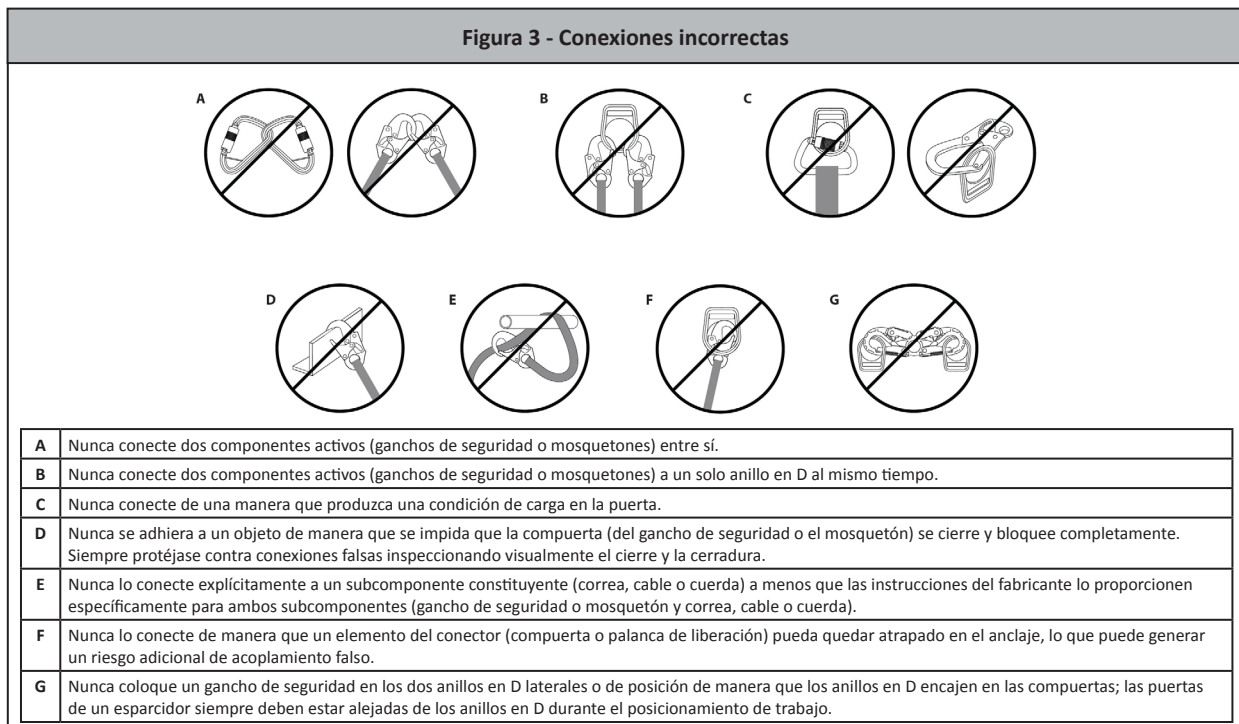 Figura 3 - Conexiones incorrectas
A
B
C
D
E
F
G
A Nunca conecte dos componentes activos (ganchos de seguridad o mosquetones) entre sí.
B Nunca conecte dos componentes activos (ganchos de seguridad o mosquetones) a un solo anillo en D al mismo tiempo.
C Nunca conecte de una manera que produzca una condición de carga en la puerta.
D Nunca se adhiera a un objeto de manera que se impida que la compuerta (del gancho de seguridad o el mosquetón) se cierre y bloquee completamente.
Siempre protéjase contra conexiones falsas inspeccionando visualmente el cierre y la cerradura.
E Nunca lo conecte explícitamente a un subcomponente constituyente (correa, cable o cuerda) a menos que las instrucciones del fabricante lo proporcionen
específicamente para ambos subcomponentes (gancho de seguridad o mosquetón y correa, cable o cuerda).
F Nunca lo conecte de manera que un elemento del conector (compuerta o palanca de liberación) pueda quedar atrapado en el anclaje, lo que puede generar
un riesgo adicional de acoplamiento falso.
G Nunca coloque un gancho de seguridad en los dos anillos en D laterales o de posición de manera que los anillos en D encajen en las compuertas; las puertas
de un esparcidor siempre deben estar alejadas de los anillos en D durante el posicionamiento de trabajo.